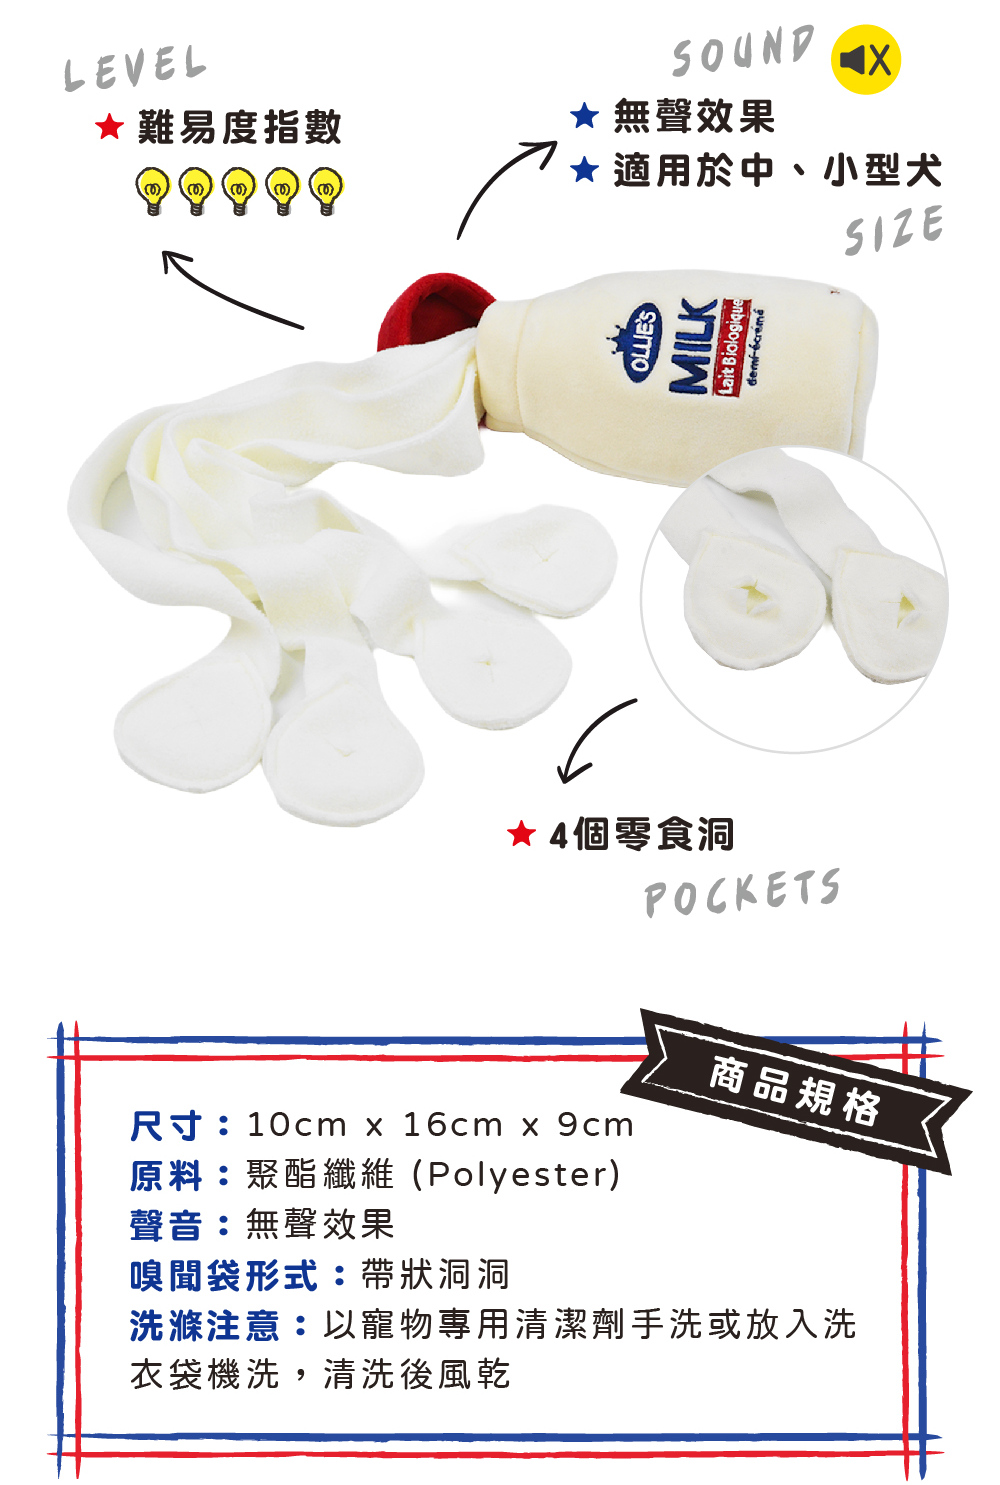 LEVEL
難易度指數
SOUND
無聲效果
適用於中、小型犬
SIZE
OLLIE'S
MILK
Lait Biologique
demi-écrémé
4個零食洞
POCKETS
商品規格
尺寸：10cm x 16cm x 9cm
原料：聚酯纖維 (Polyester)
聲音：無聲效果
嗅聞袋形式：帶狀洞洞
洗滌注意：以寵物專用清潔劑手洗或放入洗
衣袋機洗，清洗後風乾